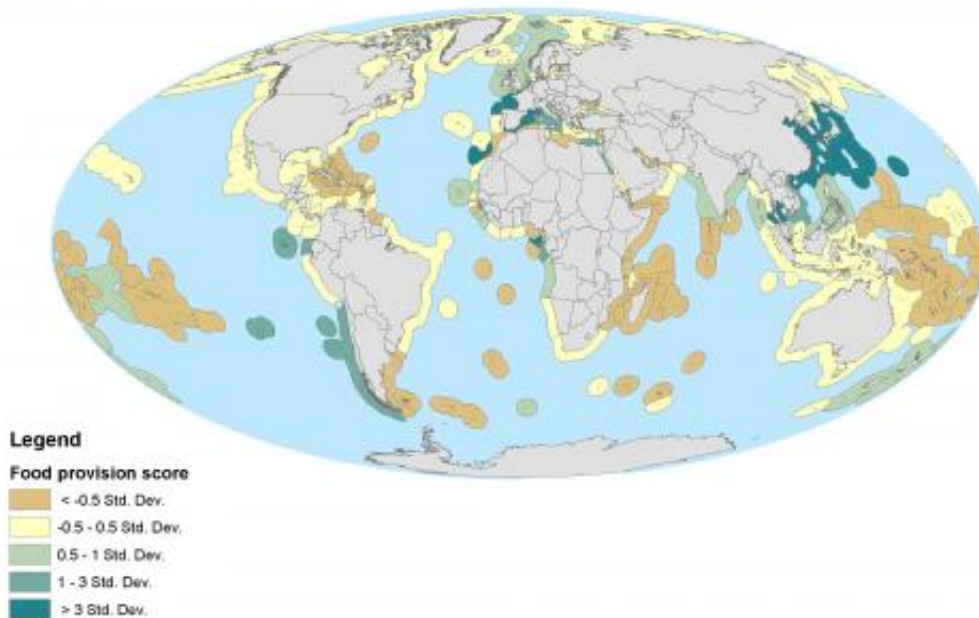 Legend
Food provision score
< -0.5 Std. Dev.
-0.5 - 0.5 Std. Dev.
0.5 - 1 Std. Dev.
1 - 3 Std. Dev.
> 3 Std. Dev.